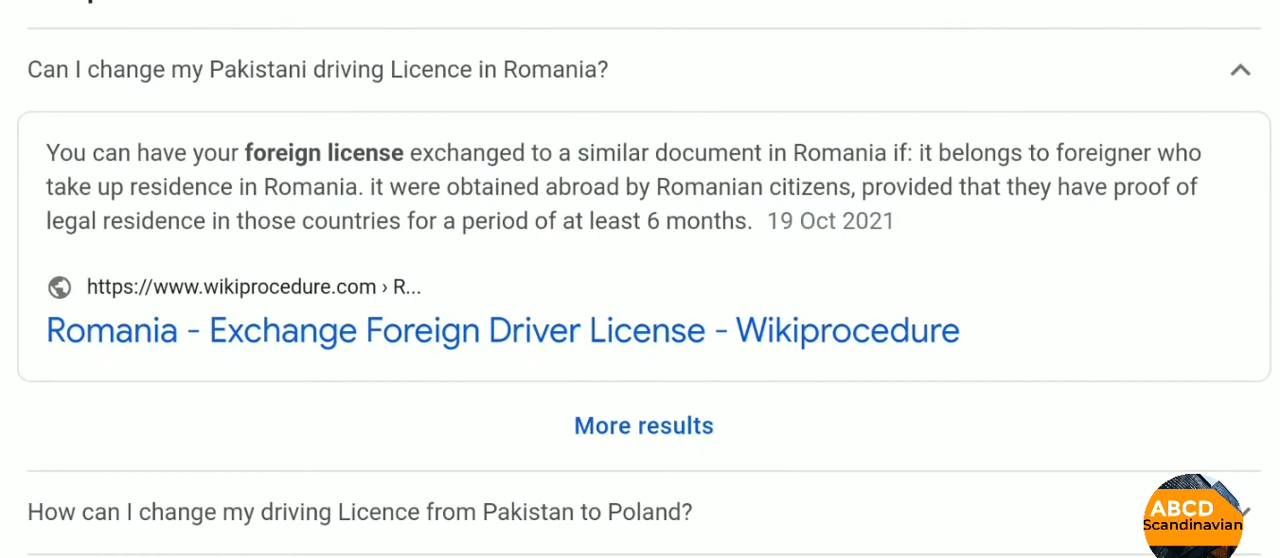 Can I change my Pakistani driving Licence in Romania?
You can have your foreign license exchanged to a similar document in Romania if: it belongs to foreigner who
take up residence in Romania. it were obtained abroad by Romanian citizens, provided that they have proof of
legal residence in those countries for a period of at least 6 months. 19 Oct 2021
https://www.wikiprocedure.com › R...
Romania - Exchange Foreign Driver License - Wikiprocedure
More results
How can I change my driving Licence from Pakistan to Poland?
ABCD
Scandinavian